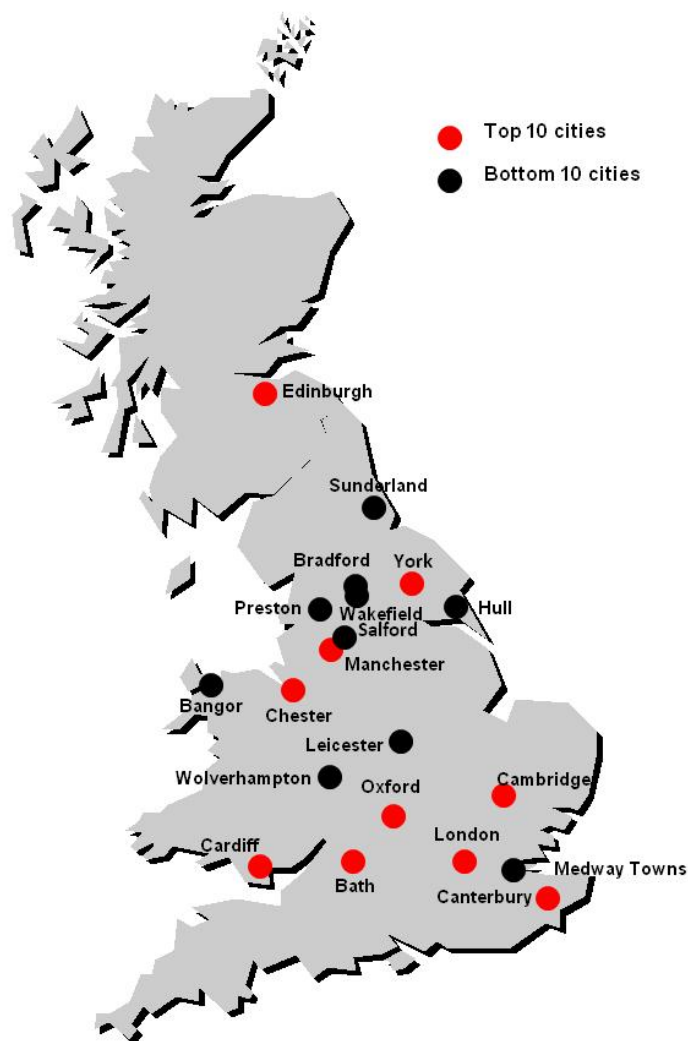 Top 10 cities
Bottom 10 cities
Edinburgh
Sunderland
Bradford
York
Preston
Wakefield
Hull
Salford
Manchester
Bangor
Chester
Leicester
Wolverhampton
Oxford
Cambridge
Cardiff
London
Medway Towns
Bath
Canterbury